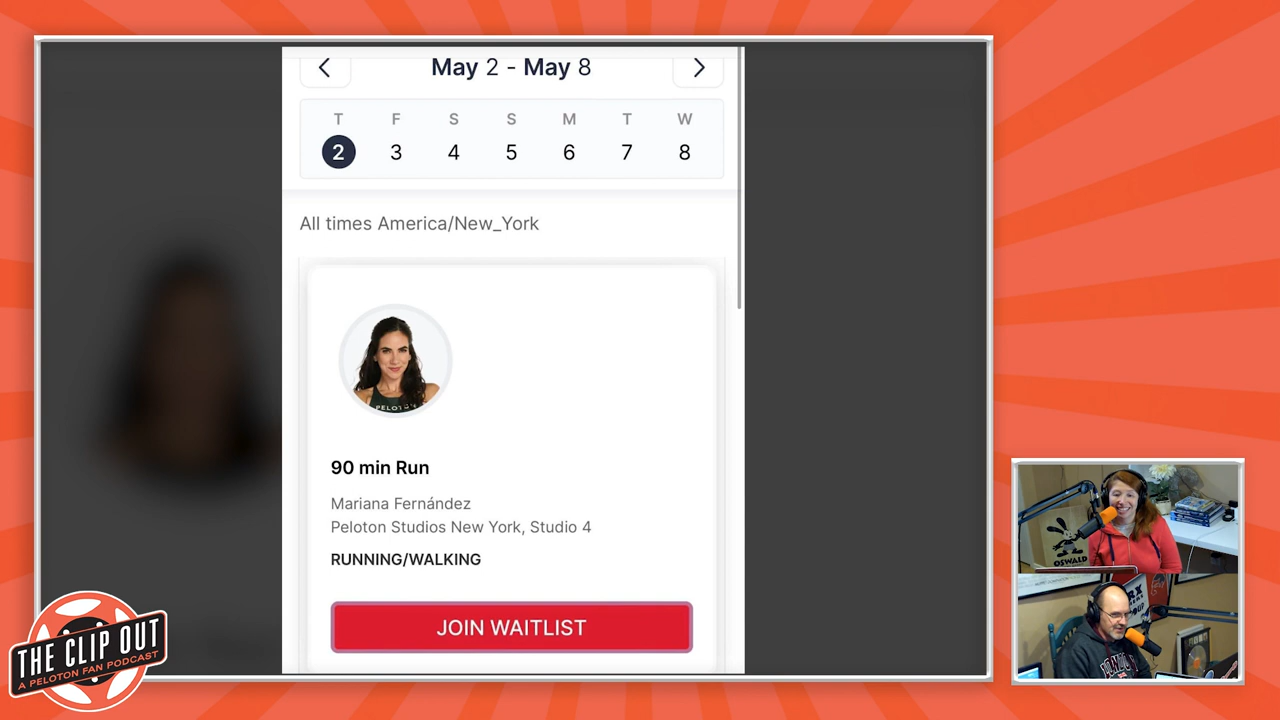 May 2 - May 8
T F S S M T W
2 3 4 5 6 7 8
All times America/New_York
PELOTON
90 min Run
Mariana Fernández
Peloton Studios New York, Studio 4
RUNNING/WALKING
JOIN WAITLIST
OSWALD
THE CLIP OUT
A PELOTON FAN PODCAST